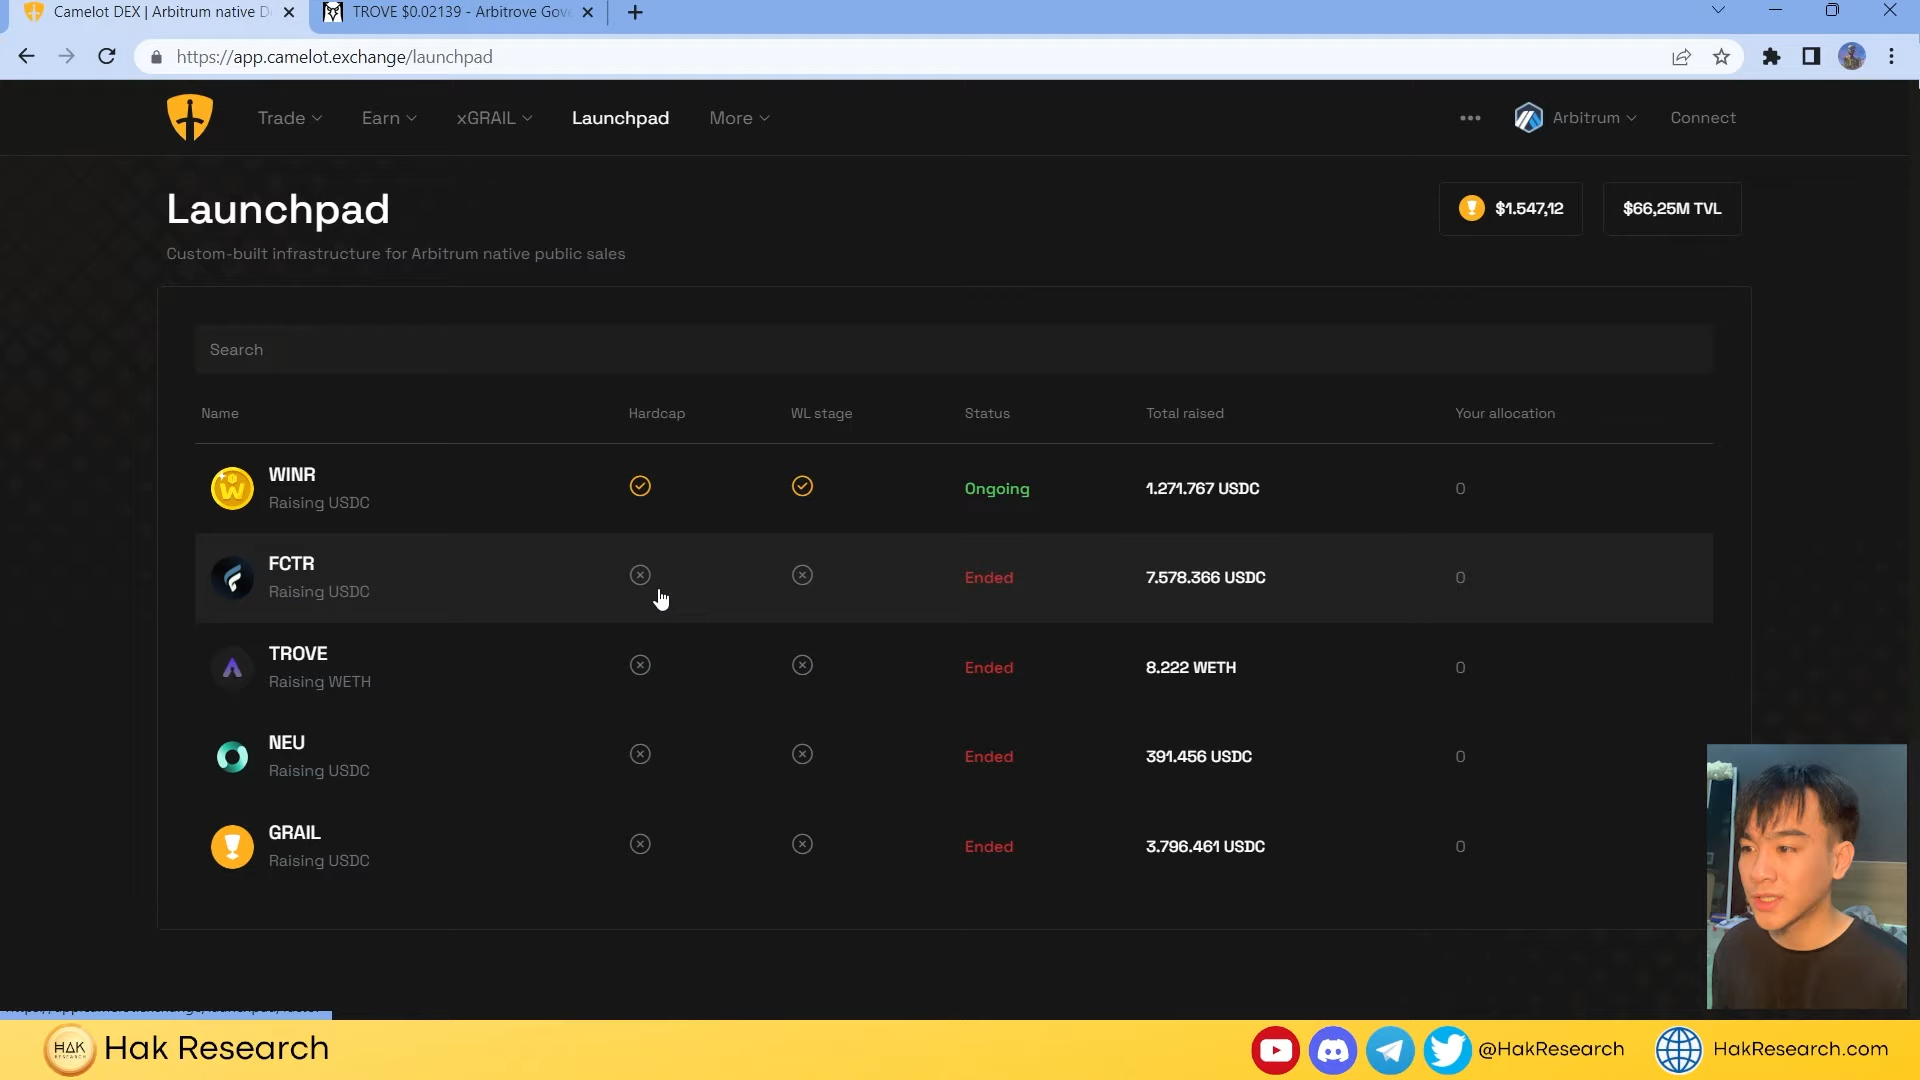 Camelot DEX | Arbitrum native D
TROVE $0.02139 - Arbitrove Gov
https://app.camelot.exchange/launchpad
Trade
Earn
xGRAIL
Launchpad
More
Arbitrum
Connect
Launchpad
$1.547,12
$66,25M TVL
Custom-built infrastructure for Arbitrum native public sales
Search
Name Hardcap WL stage Status Total raised Your allocation
WINR
Raising USDC
Ongoing 1.271.767 USDC 0
FCTR
Raising USDC
Ended 7.578.366 USDC 0
TROVE
Raising WETH
Ended 8.222 WETH 0
NEU
Raising USDC
Ended 391.456 USDC 0
GRAIL
Raising USDC
Ended 3.796.461 USDC 0
HAK
RESEARCH
Hak Research
@HakResearch
HakResearch.com